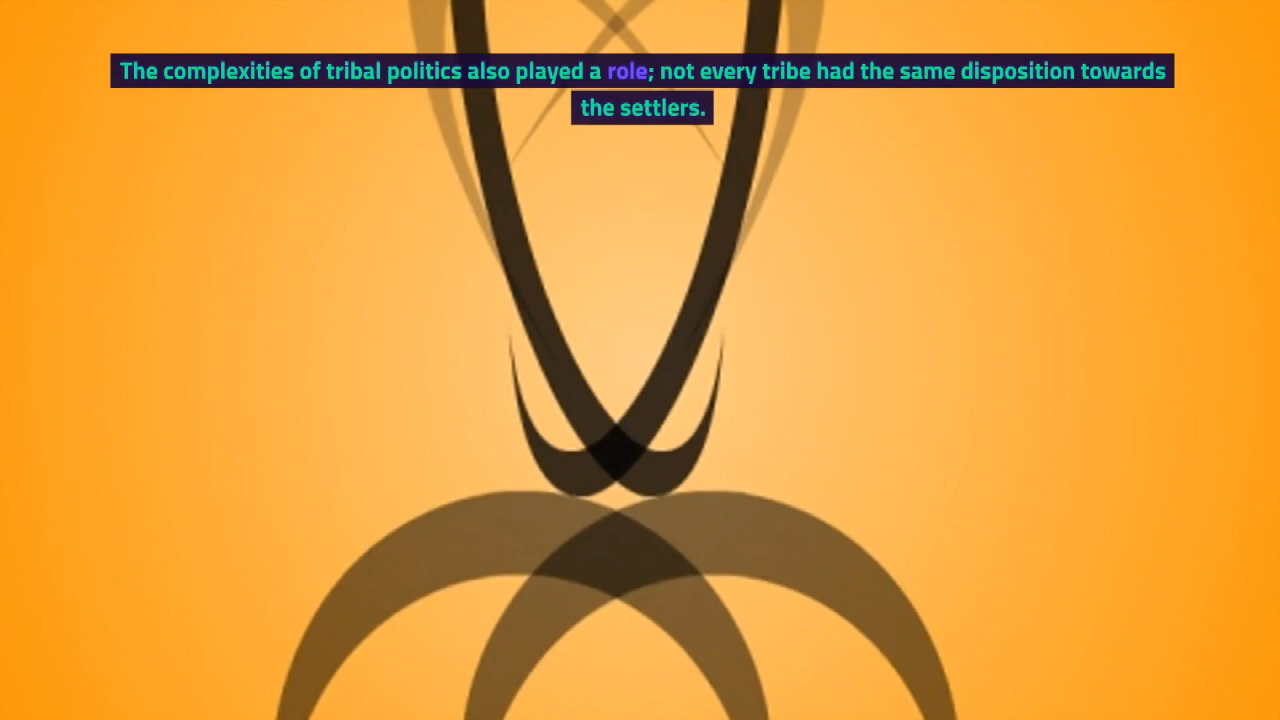 The complexities of tribal politics also played a role; not every tribe had the same disposition towards
the settlers.